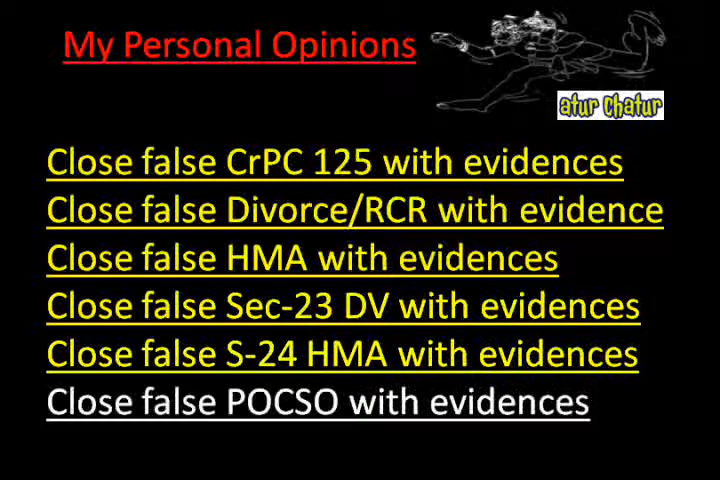 My Personal Opinions
atur chatur
Close false CrPC 125 with evidences
Close false Divorce/RCR with evidence
Close false HMA with evidences
Close false Sec-23 DV with evidences
Close false S-24 HMA with evidences
Close false POCSO with evidences